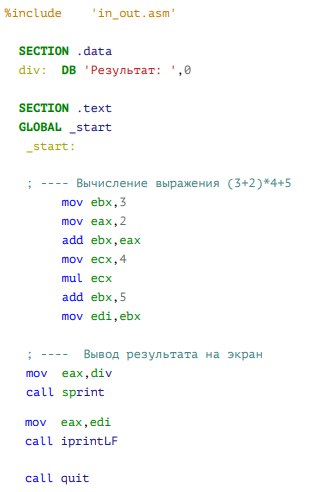 %include    'in_out.asm'
SECTION .data
div:  DB 'Результат: ',0
SECTION .text
GLOBAL _start
_start:
; ---- Вычисление выражения (3+2)*4+5
mov ebx,3
mov eax,2
add ebx,eax
mov ecx,4
mul ecx
add ebx,5
mov edi,ebx
; ----  Вывод результата на экран
mov  eax,div
call sprint
mov  eax,edi
call iprintLF
call quit